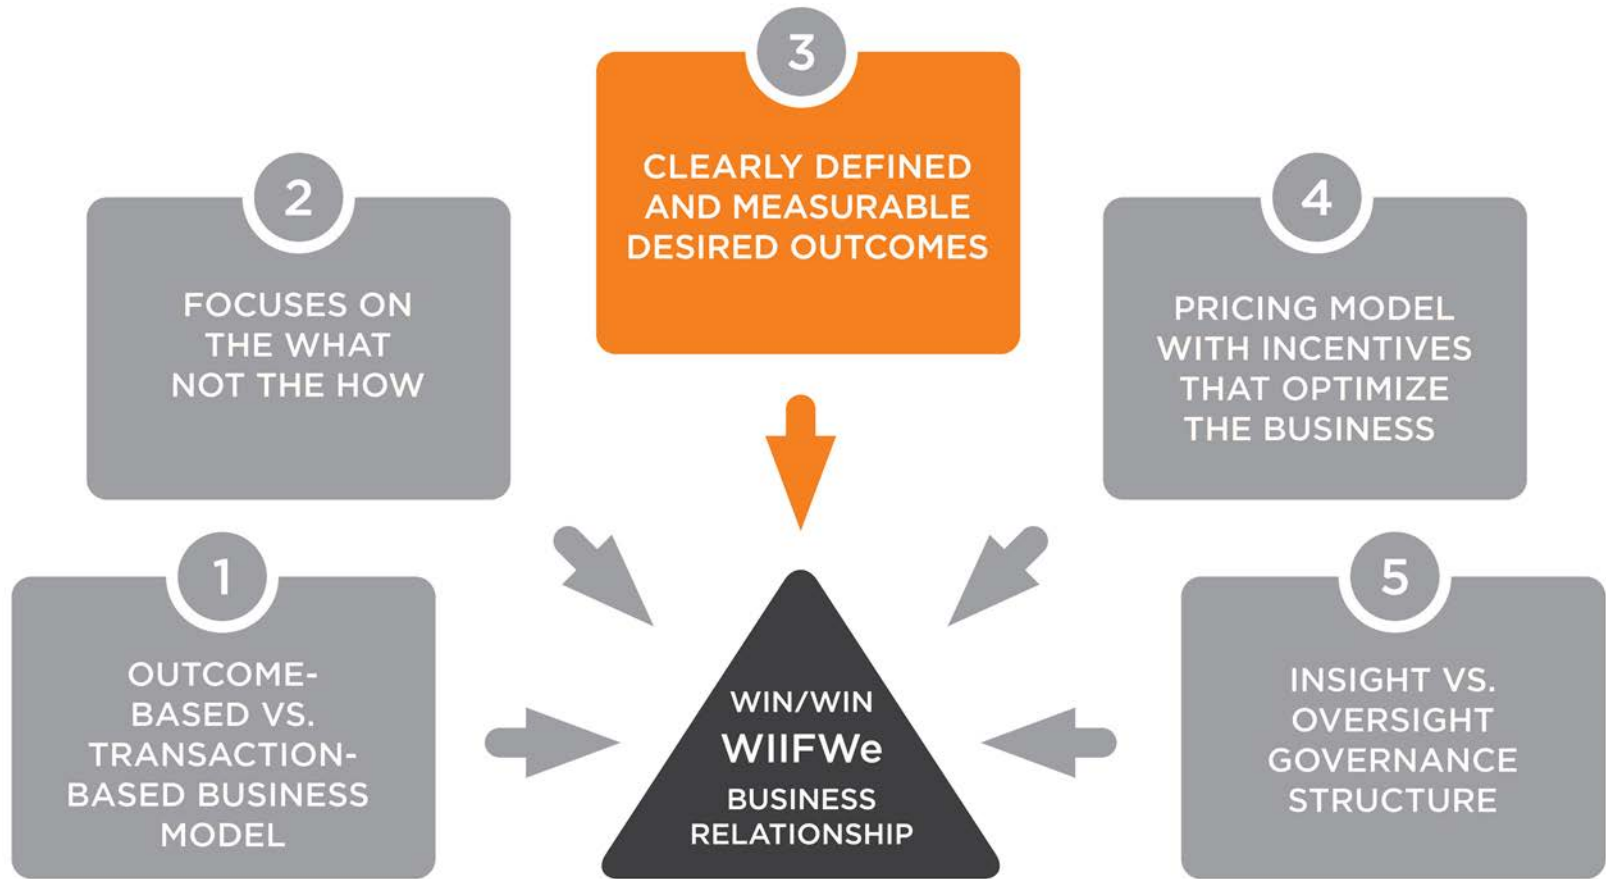 1
OUTCOME-
BASED VS.
TRANSACTION-
BASED BUSINESS
MODEL
2
FOCUSES ON
THE WHAT
NOT THE HOW
3
CLEARLY DEFINED
AND MEASURABLE
DESIRED OUTCOMES
4
PRICING MODEL
WITH INCENTIVES
THAT OPTIMIZE
THE BUSINESS
5
INSIGHT VS.
OVERSIGHT
GOVERNANCE
STRUCTURE
WIN/WIN
WIIFWe
BUSINESS
RELATIONSHIP